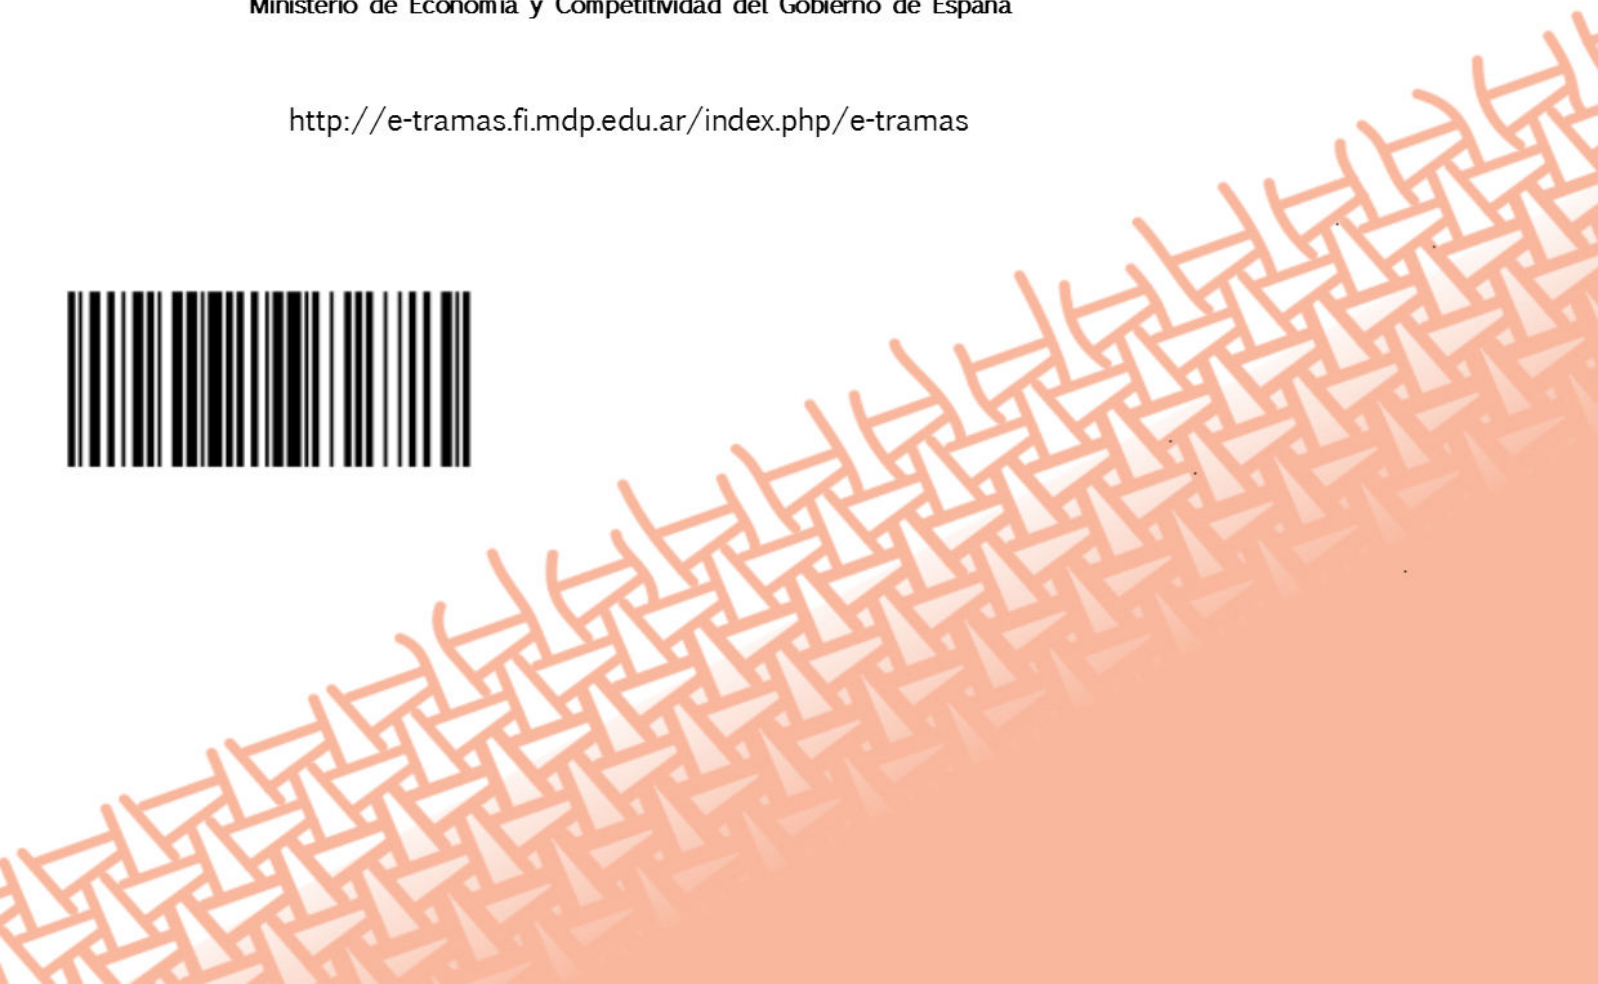 Ministerio de Economía y Competitividad del Gobierno de España
http://e-tramas.fi.mdp.edu.ar/index.php/e-tramas